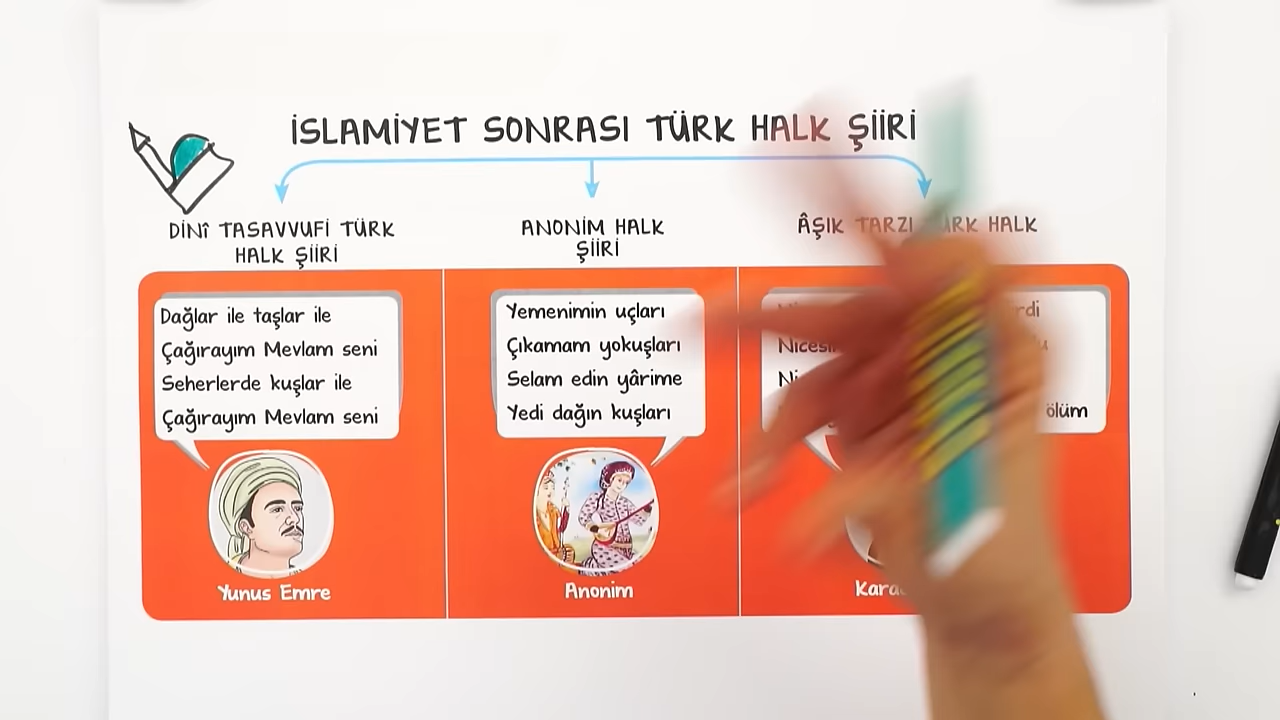 İSLAMİYET SONRASI TÜRK HALK ŞİİRİ
DİNÎ TASAVVUFİ TÜRK
HALK ŞİİRİ
ANONİM HALK
ŞİİRİ
ÂŞIK TARZI TÜRK HALK
Dağlar ile taşlar ile
Çağırayım Mevlam seni
Seherlerde kuşlar ile
Çağırayım Mevlam seni
Yunus Emre
Yemenimin uçları
Çıkamam yokuşları
Selam edin yârime
Yedi dağın kuşları
Anonim
ölüm